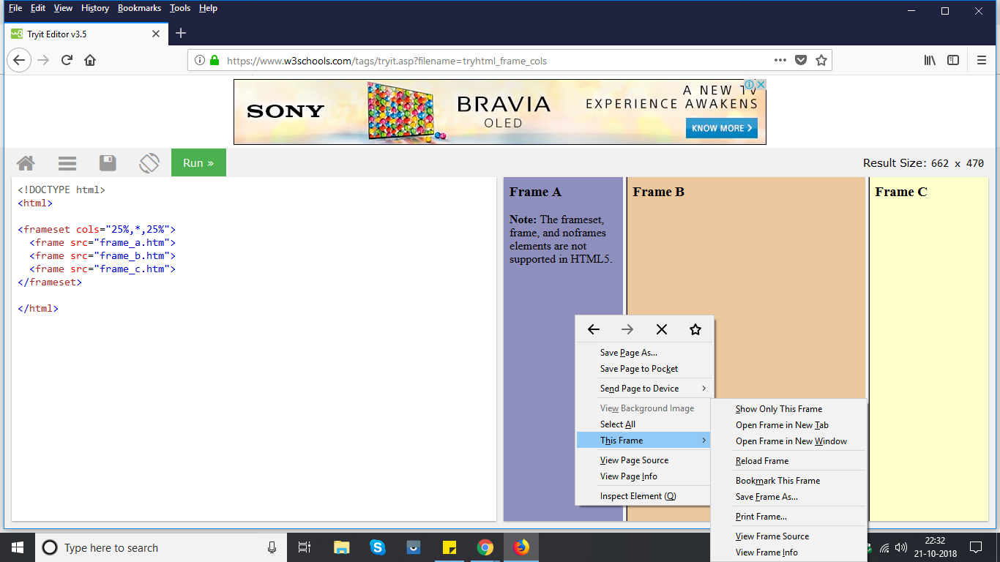 File Edit View History Bookmarks Tools Help
Tryit Editor v3.5
https://www.w3schools.com/tags/tryit.asp?filename=tryhtml_frame_cols
SONY
BRAVIA
OLED
A NEW TV
EXPERIENCE AWAKENS
KNOW MORE >
Run »
Result Size: 662 x 470
<!DOCTYPE html>
<html>
<frameset cols="25%,*,25%">
<frame src="frame_a.htm">
<frame src="frame_b.htm">
<frame src="frame_c.htm">
</frameset>
</html>
Frame A
Note: The frameset,
frame, and noframes
elements are not
supported in HTML5.
Frame B
Frame C
Save Page As...
Save Page to Pocket
Send Page to Device
View Background Image
Select All
This Frame
View Page Source
View Page Info
Inspect Element (Q)
Show Only This Frame
Open Frame in New Tab
Open Frame in New Window
Reload Frame
Bookmark This Frame
Save Frame As...
Print Frame...
View Frame Source
View Frame Info
Type here to search
22:32
21-10-2018